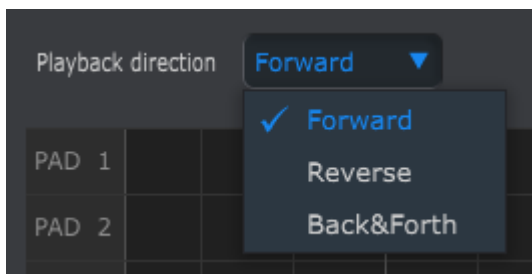 Playback direction Forward
Forward
PAD 1
Reverse
PAD 2
Back&Forth